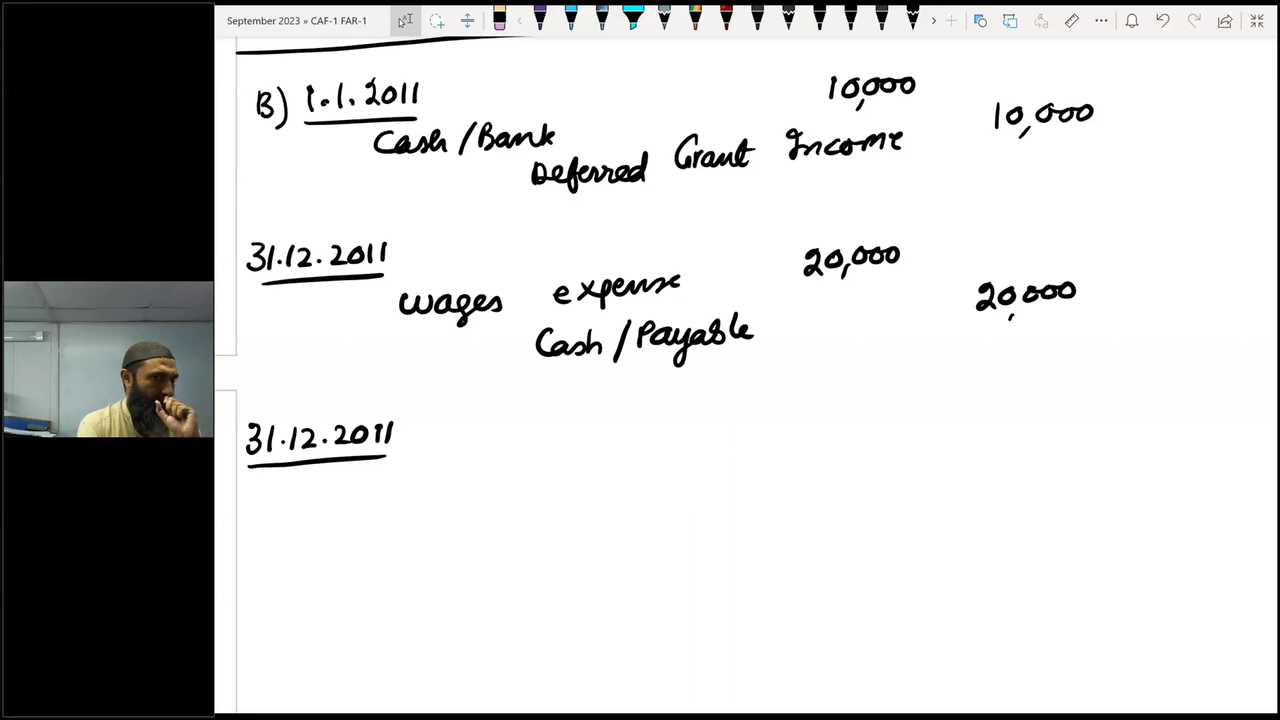 September 2023 » CAF-1 FAR-1
B) 1.1.2011
Cash/Bank 10,000
Deferred Grant Income 10,000
31.12.2011
Wages expense 20,000
Cash/Payable 20,000
31.12.2011